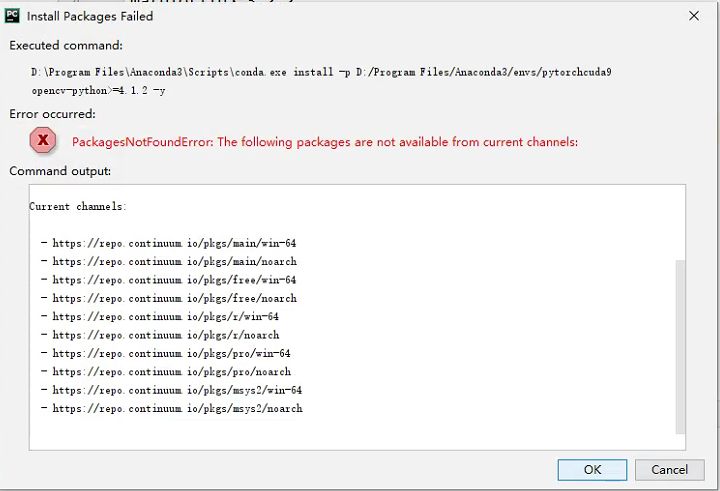 PC
Install Packages Failed
Executed command:
D:\Program Files\Anaconda3\Scripts\conda.exe install -p D:/Program Files/Anaconda3/envs/pytorchcuda9
opencv-python>=4.1.2 -y
Error occurred:
X
PackagesNotFoundError: The following packages are not available from current channels:
Command output:
Current channels:
- https://repo.continuum.io/pkgs/main/win-64
- https://repo.continuum.io/pkgs/main/noarch
- https://repo.continuum.io/pkgs/free/win-64
- https://repo.continuum.io/pkgs/free/noarch
- https://repo.continuum.io/pkgs/r/win-64
- https://repo.continuum.io/pkgs/r/noarch
- https://repo.continuum.io/pkgs/pro/win-64
- https://repo.continuum.io/pkgs/pro/noarch
- https://repo.continuum.io/pkgs/msys2/win-64
- https://repo.continuum.io/pkgs/msys2/noarch
OK
Cancel